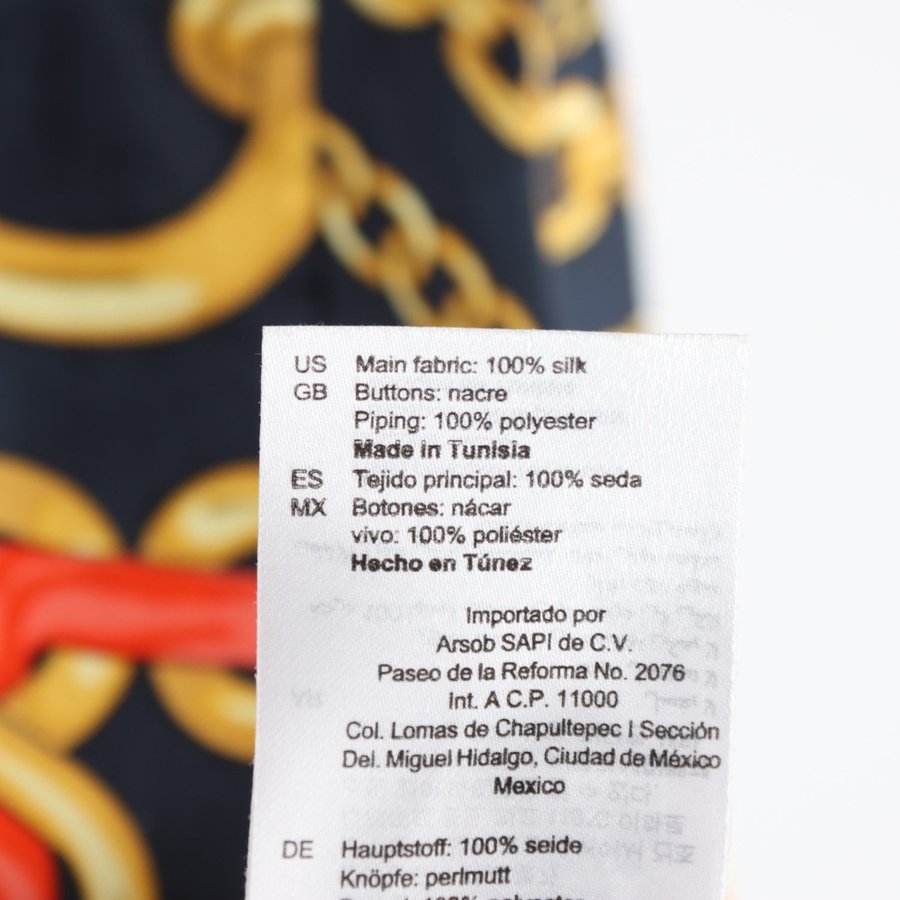 US Main fabric: 100% silk
GB Buttons: nacre
Piping: 100% polyester
Made in Tunisia
ES Tejido principal: 100% seda
MX Botones: nácar
vivo: 100% poliéster
Hecho en Túnez
Importado por
Arsob SAPI de C.V.
Paseo de la Reforma No. 2076
Int. A C.P. 11000
Col. Lomas de Chapultepec I Sección
Del. Miguel Hidalgo, Ciudad de México
Mexico
DE Hauptstoff: 100% seide
Knöpfe: perlmutt
100% polyester